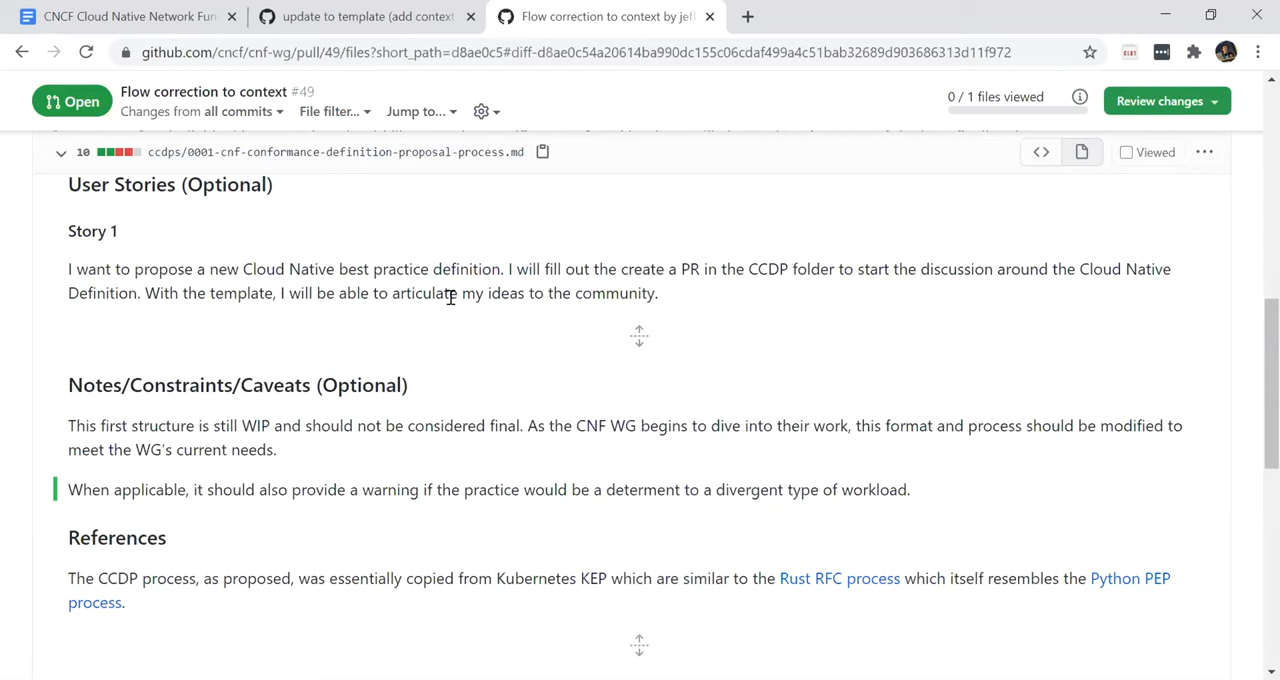 CNCF Cloud Native Network Fun
update to template (add context
Flow correction to context by jef
github.com/cncf/cnf-wg/pull/49/files?short_path=d8ae0c5#diff-d8ae0c54a20614ba990dc155c06cdaf499a4c51bab32689d903686313d11f972
Open
Flow correction to context #49
Changes from all commits
File filter...
Jump to...
0 / 1 files viewed
Review changes
10
ccdps/0001-cnf-conformance-definition-proposal-process.md
Viewed
User Stories (Optional)
Story 1
I want to propose a new Cloud Native best practice definition. I will fill out the create a PR in the CCDP folder to start the discussion around the Cloud Native
Definition. With the template, I will be able to articulate my ideas to the community.
Notes/Constraints/Caveats (Optional)
This first structure is still WIP and should not be considered final. As the CNF WG begins to dive into their work, this format and process should be modified to
meet the WG's current needs.
When applicable, it should also provide a warning if the practice would be a determent to a divergent type of workload.
References
The CCDP process, as proposed, was essentially copied from Kubernetes KEP which are similar to the Rust RFC process which itself resembles the Python PEP
process.